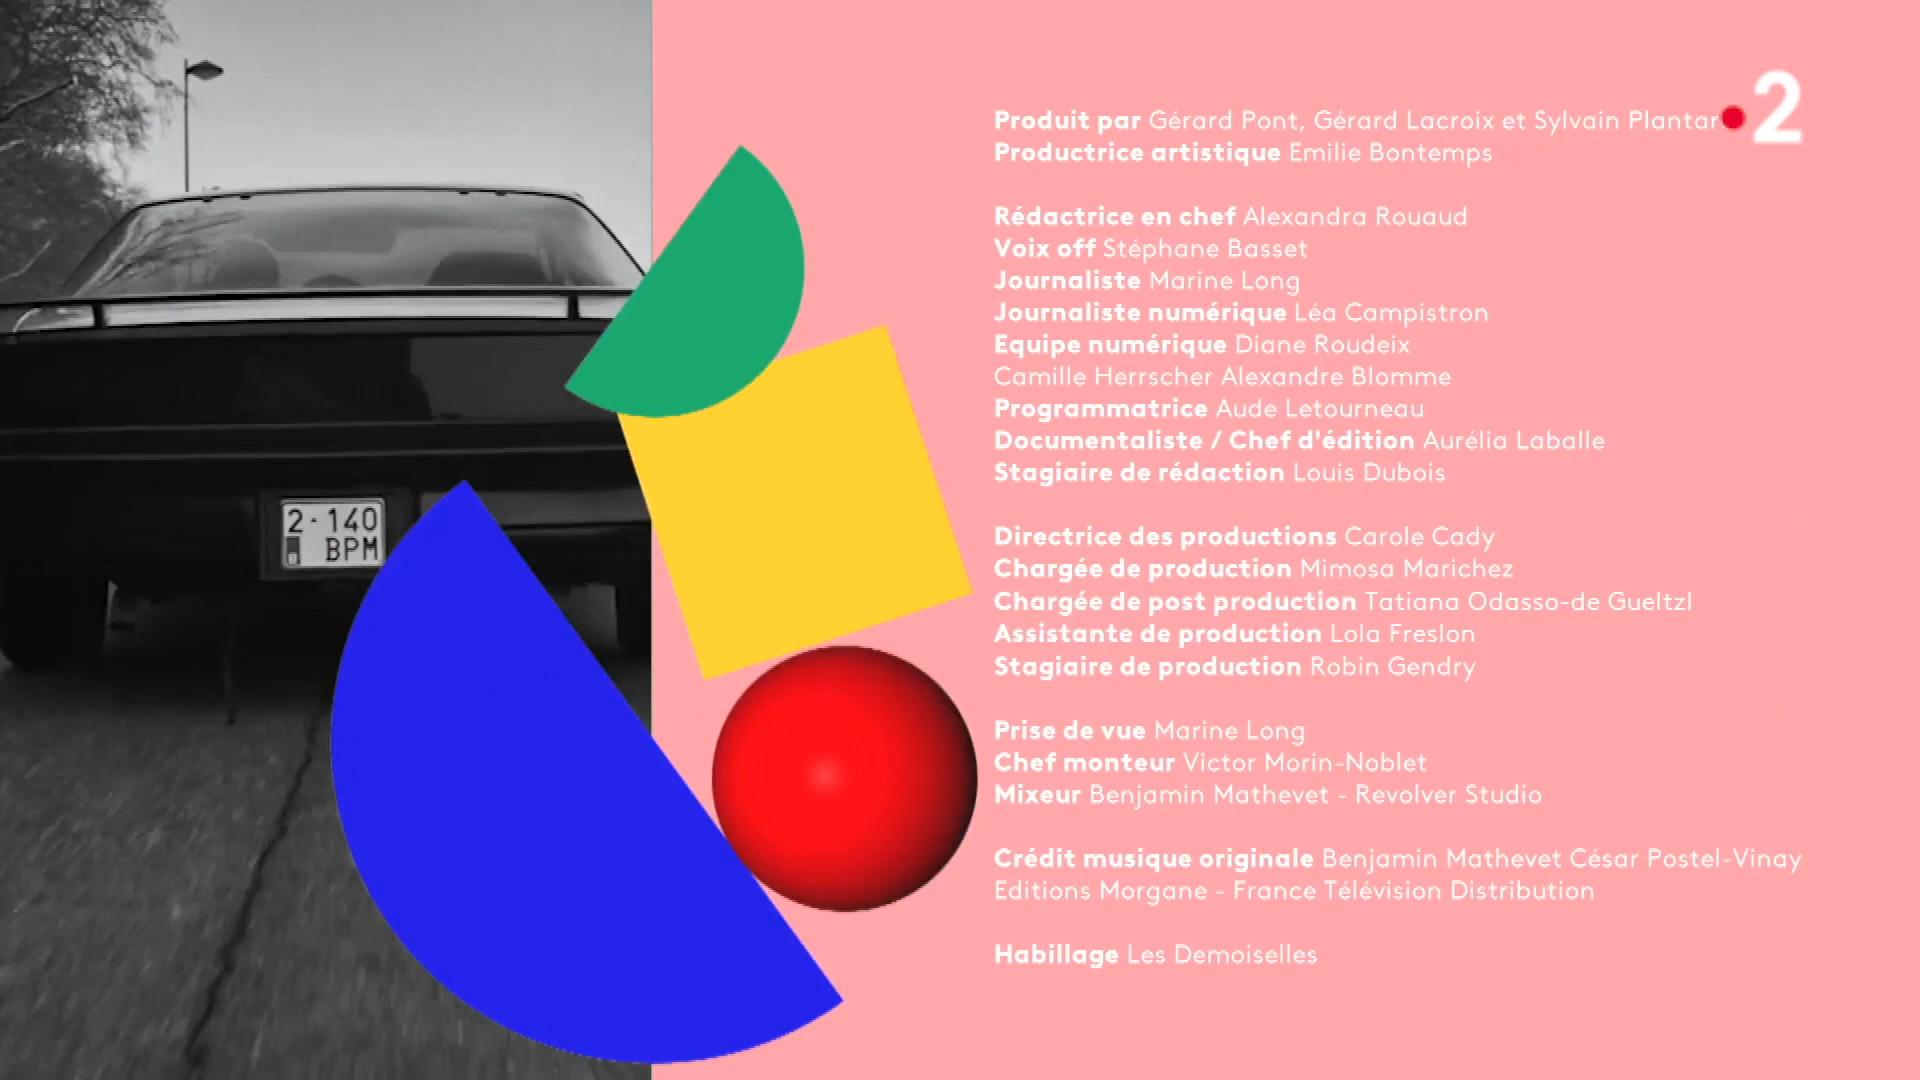 Produit par Gérard Pont, Gérard Lacroix et Sylvain Plantar
2
Productrice artistique Emilie Bontemps
Rédactrice en chef Alexandra Rouaud
Voix off Stéphane Basset
Journaliste Marine Long
Journaliste numérique Léa Campistron
Equipe numérique Diane Roudeix
Camille Herrscher Alexandre Blomme
Programmatrice Aude Letourneau
Documentaliste / Chef d'édition Aurélia Laballe
Stagiaire de rédaction Louis Dubois
Directrice des productions Carole Cady
Chargée de production Mimosa Marichez
Chargée de post production Tatiana Odasso-de Gueltzl
Assistante de production Lola Freslon
Stagiaire de production Robin Gendry
Prise de vue Marine Long
Chef monteur Victor Morin-Noblet
Mixeur Benjamin Mathevet - Revolver Studio
Crédit musique originale Benjamin Mathevet César Postel-Vinay
Editions Morgane - France Télévision Distribution
Habillage Les Demoiselles
2·140
BPM